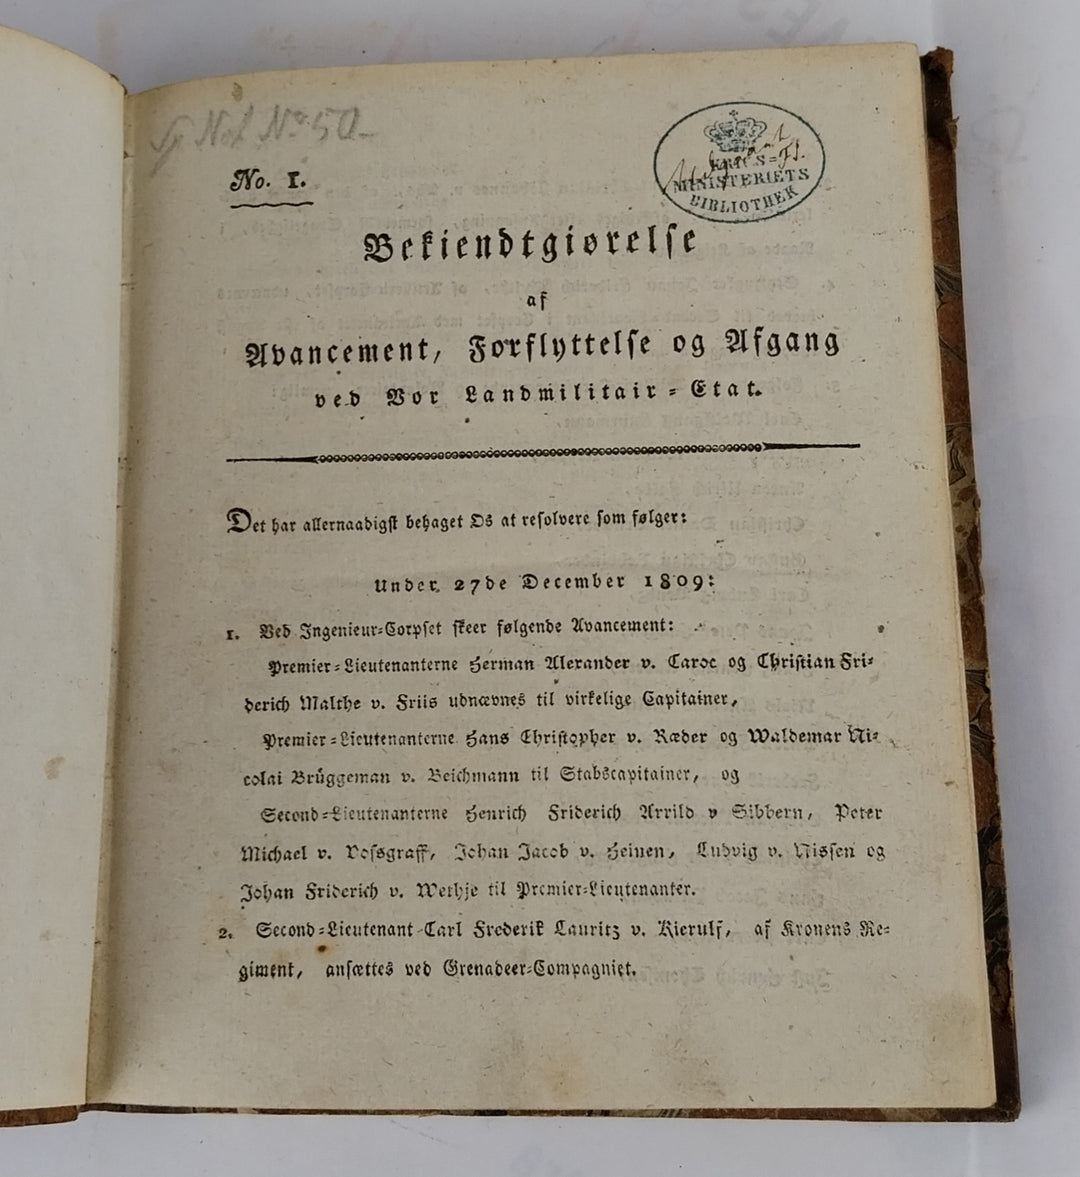 No. 1.
KRIGS=
MINISTERIETS
BIBLIOTHEK
Bekiendtgiørelse
af
Avancement, Forflyttelse og Afgang
ved Vor Landmilitair=Etat.
Det har allernaadigst behaget Os at resolvere som følger:
Under 27de December 1809:
1. Ved Ingenieur=Corpset skeer følgende Avancement:
Premier=Lieutenanterne Herman Alexander v. Caroc og Christian Fri=
derich Malthe v. Friis udnævnes til virkelige Capitainer,
Premier=Lieutenanterne Hans Christopher v. Ræder og Waldemar Ni=
colai Brüggeman v. Beichmann til Stabscapitainer, og
Second=Lieutenanterne Henrich Friderich Arrild v Sibbern, Peter
Michael v. Vossgraff, Johan Jacob v. Heinen, Ludvig v. Nissen og
Johan Friderich v. Wethje til Premier=Lieutenanter.
2. Second=Lieutenant Carl Frederik Lauritz v. Kierulf, af Kronens Re=
giment, ansættes ved Grenadeer=Compagniet.